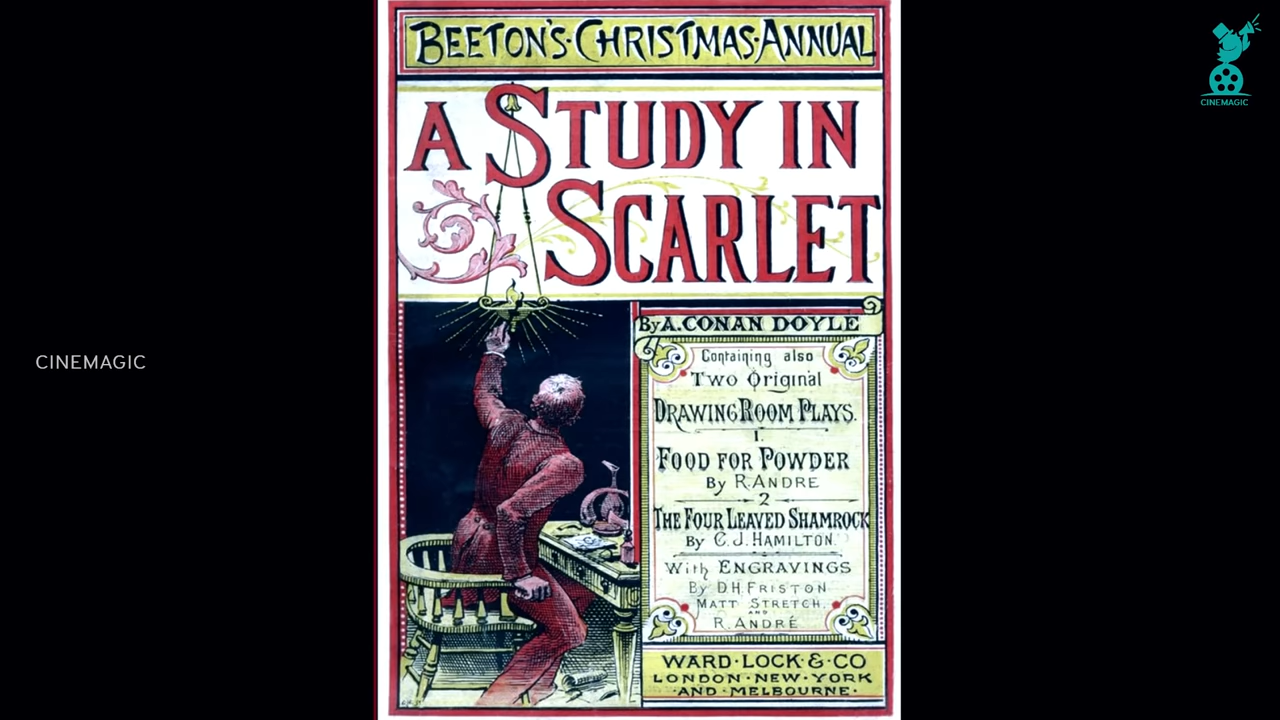 BEETON'S·CHRISTMAS·ANNUAL
A STUDY IN
SCARLET
By A. CONAN DOYLE
Containing also
Two Original
DRAWING ROOM PLAYS.
1.
FOOD FOR POWDER
By R. ANDRE
2
THE FOUR LEAVED SHAMROCK
By C. J. HAMILTON.
With ENGRAVINGS
By D. H. FRISTON
MATT STRETCH,
AND
R. ANDRÉ
WARD·LOCK·&·CO
LONDON·NEW·YORK
·AND·MELBOURNE·
CINEMAGIC
CINEMAGIC